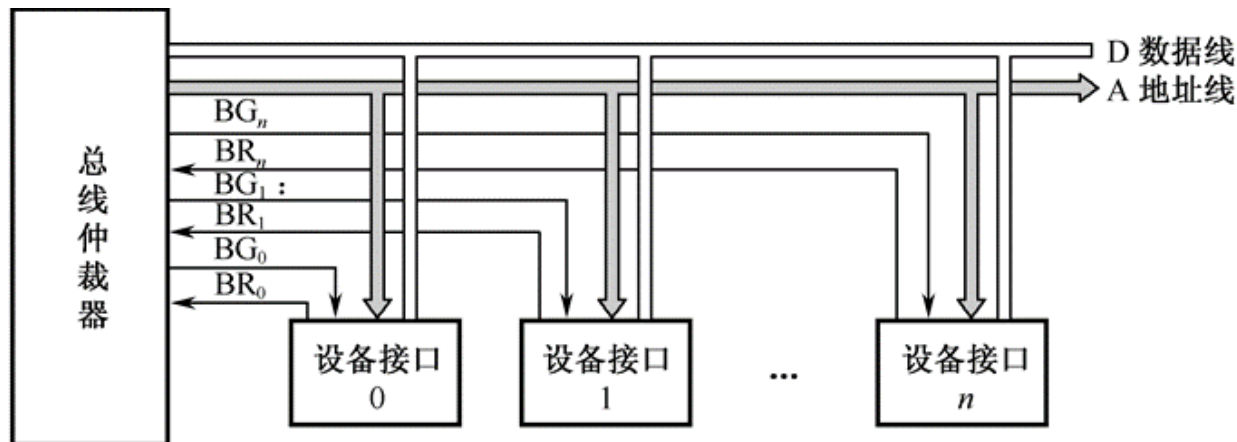 D 数据线
A 地址线
BGn
BRn
BG1 :
BR1
BG0
BR0
总线仲裁器
设备接口
0
设备接口
1
...
设备接口
n